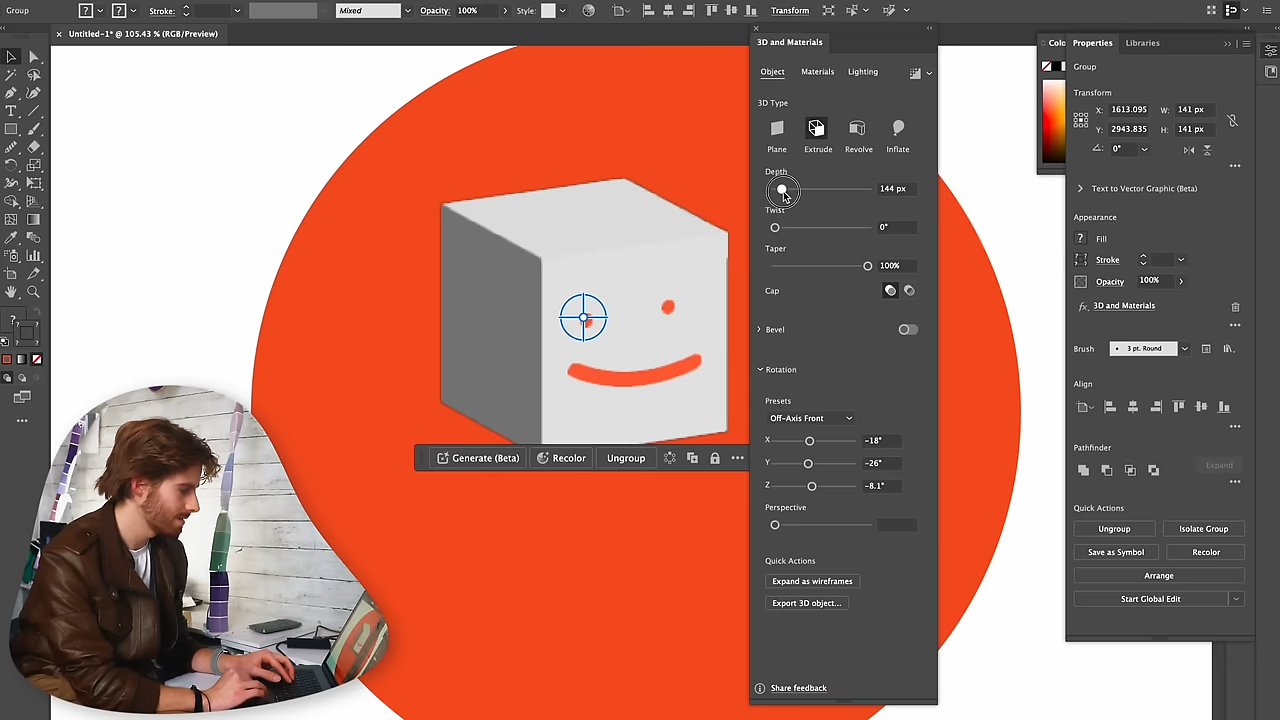 Group
?
?
Stroke:
Mixed
Opacity:
100%
Style:
Transform
× Untitled-1* @ 105.43 % (RGB/Preview)
3D and Materials
Object
Materials
Lighting
3D Type
Plane
Extrude
Revolve
Inflate
Depth
144 px
Twist
0°
Taper
100%
Cap
Bevel
Rotation
Presets
Off-Axis Front
X
-18°
Y
-26°
Z
-8.1°
Perspective
Quick Actions
Expand as wireframes
Export 3D object...
Share feedback
Generate (Beta)
Recolor
Ungroup
Colo
Properties
Libraries
Group
Transform
X:
1613.095
W:
141 px
Y:
2943.835
H:
141 px
0°
Text to Vector Graphic (Beta)
Appearance
?
Fill
Stroke
Opacity
100%
fx
3D and Materials
Brush
3 pt. Round
Align
Pathfinder
Expand
Quick Actions
Ungroup
Isolate Group
Save as Symbol
Recolor
Arrange
Start Global Edit